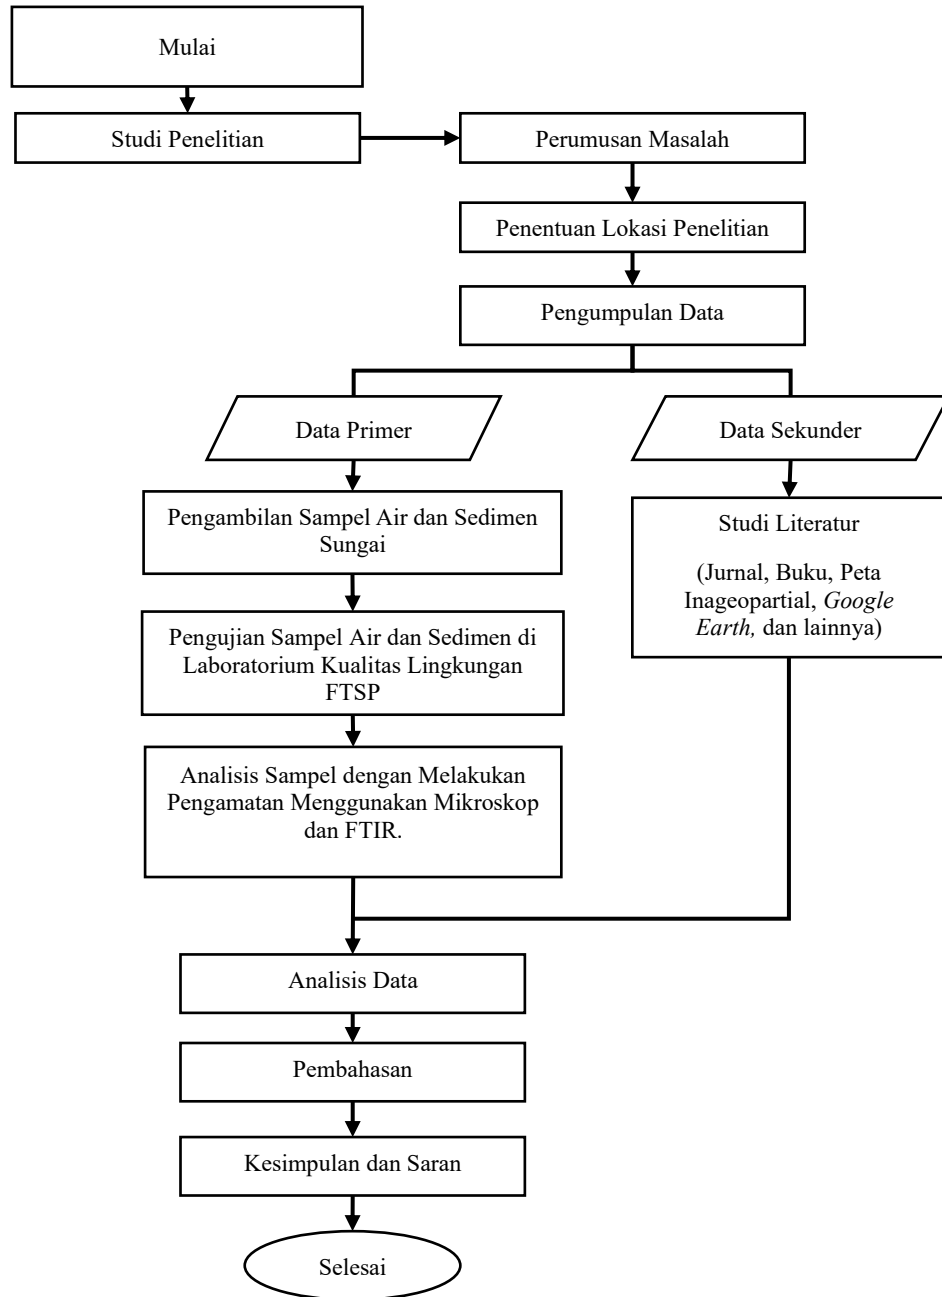 Mulai
Studi Penelitian
Perumusan Masalah
Penentuan Lokasi Penelitian
Pengumpulan Data
Data Primer
Data Sekunder
Pengambilan Sampel Air dan Sedimen
Sungai
Studi Literatur
(Jurnal, Buku, Peta
Inageopartial, Google
Earth, dan lainnya)
Pengujian Sampel Air dan Sedimen di
Laboratorium Kualitas Lingkungan
FTSP
Analisis Sampel dengan Melakukan
Pengamatan Menggunakan Mikroskop
dan FTIR.
Analisis Data
Pembahasan
Kesimpulan dan Saran
Selesai